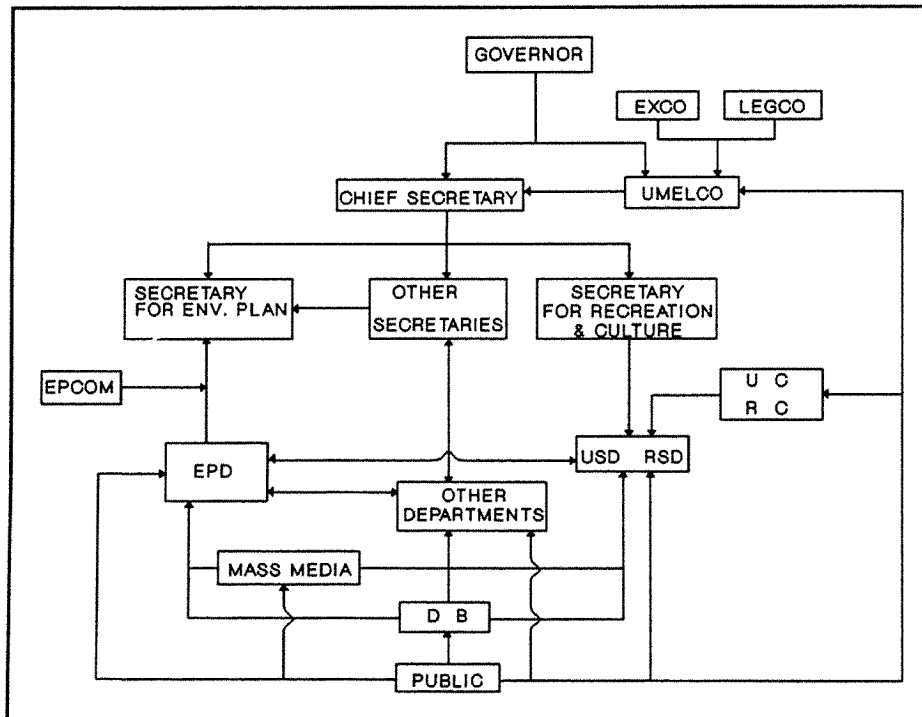 GOVERNOR
EXCO
LEGCO
CHIEF SECRETARY
UMELCO
SECRETARY
FOR ENV. PLAN
OTHER
SECRETARIES
SECRETARY
FOR RECREATION
& CULTURE
EPCOM
U C
R C
EPD
USD RSD
OTHER
DEPARTMENTS
MASS MEDIA
D B
PUBLIC